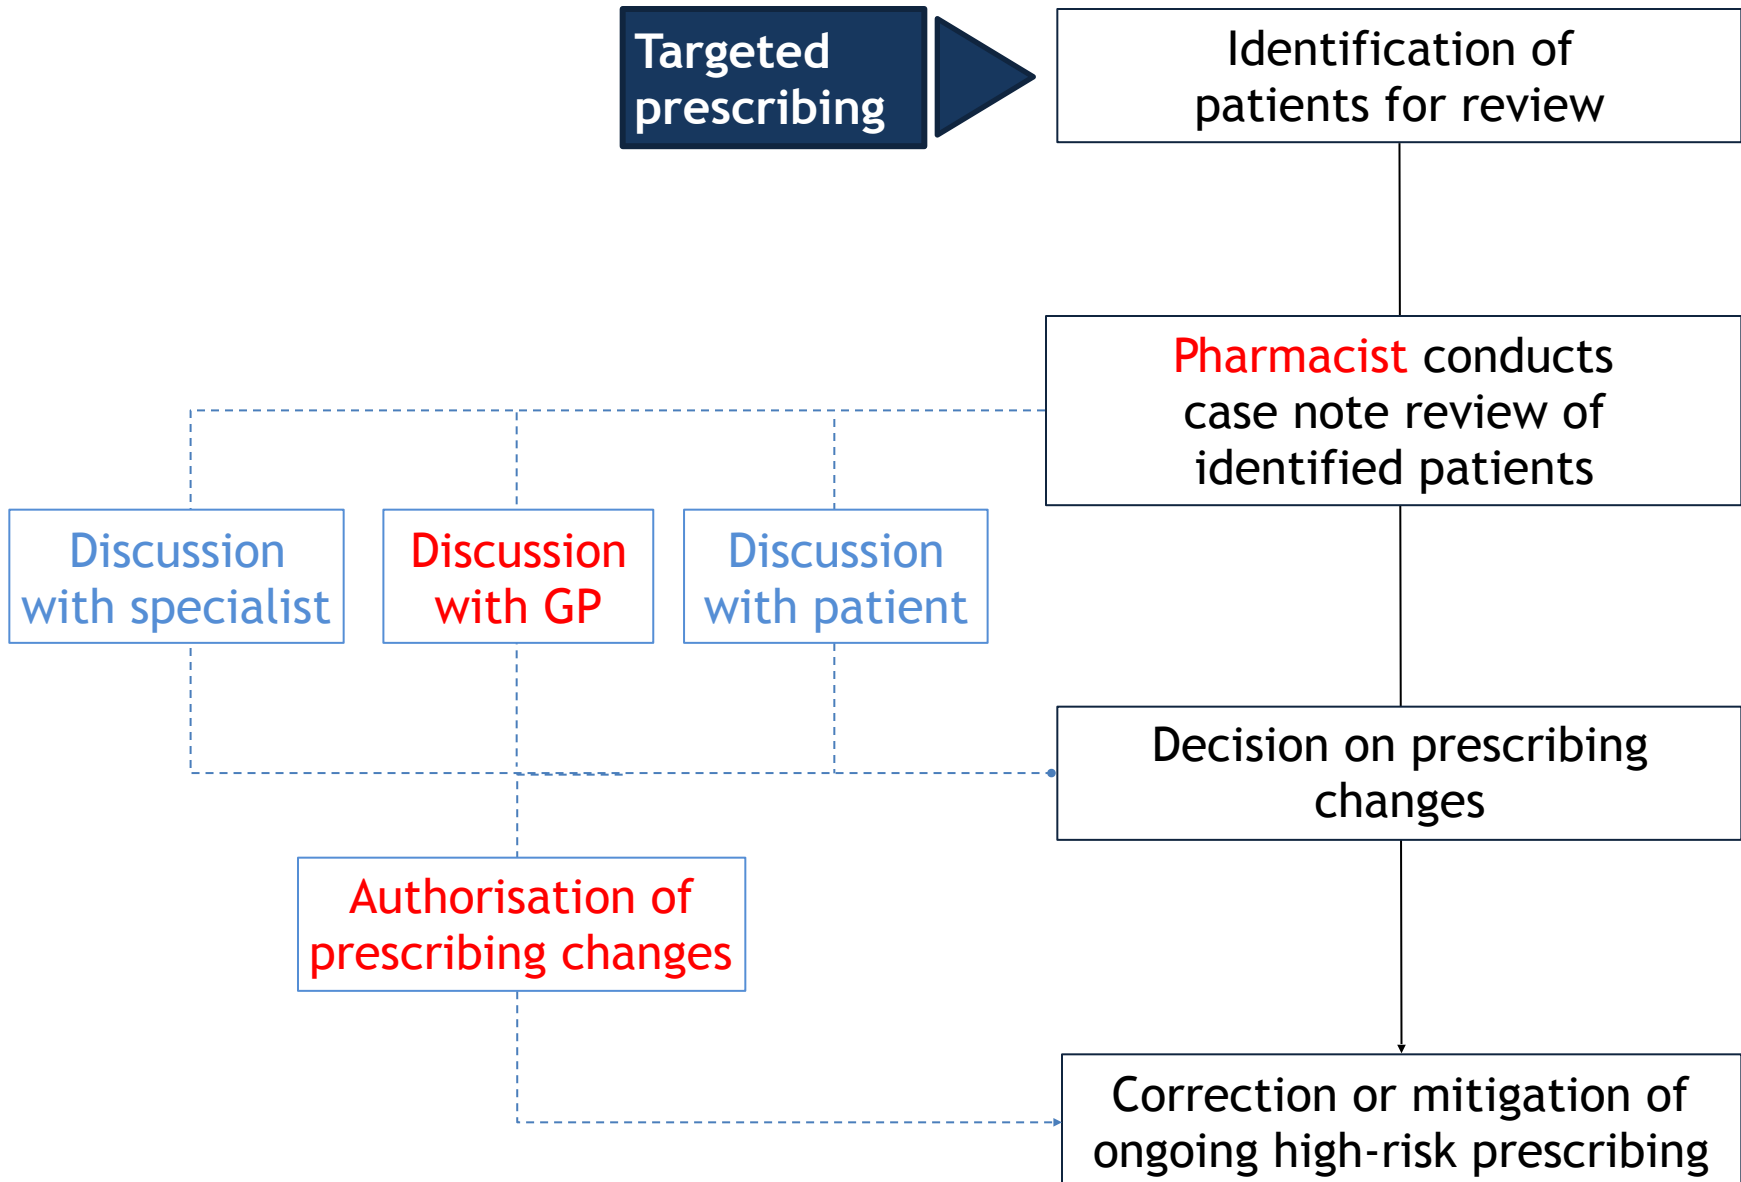 Targeted
prescribing
Identification of
patients for review
Pharmacist conducts
case note review of
identified patients
Discussion
with specialist
Discussion
with GP
Discussion
with patient
Decision on prescribing
changes
Authorisation of
prescribing changes
Correction or mitigation of
ongoing high-risk prescribing